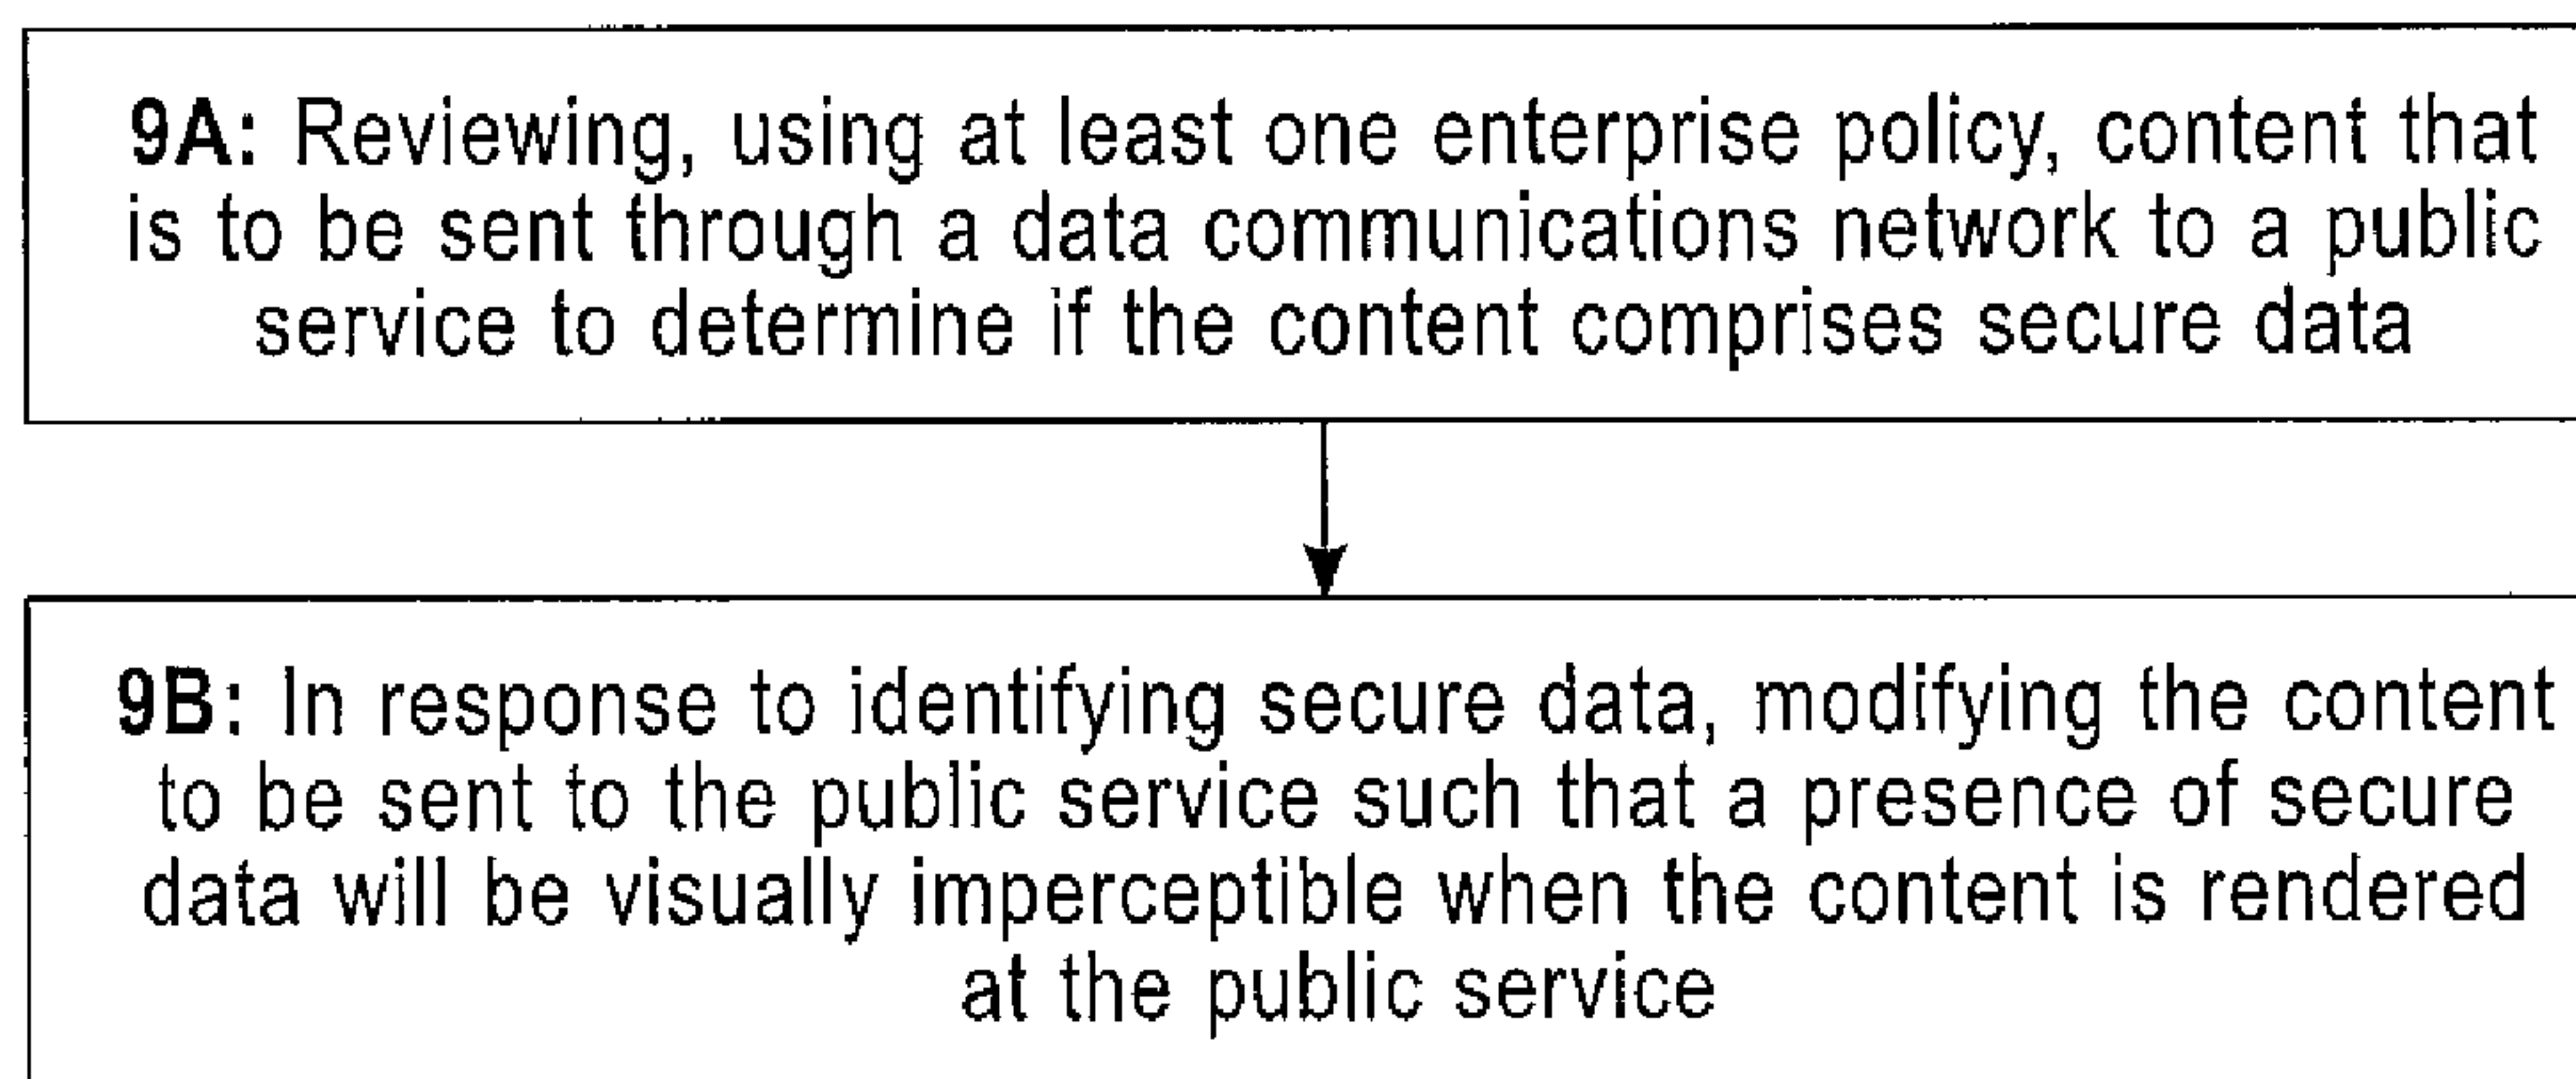 9A: Reviewing, using at least one enterprise policy, content that
is to be sent through a data communications network to a public
service to determine if the content comprises secure data
9B: In response to identifying secure data, modifying the content
to be sent to the public service such that a presence of secure
data will be visually imperceptible when the content is rendered
at the public service